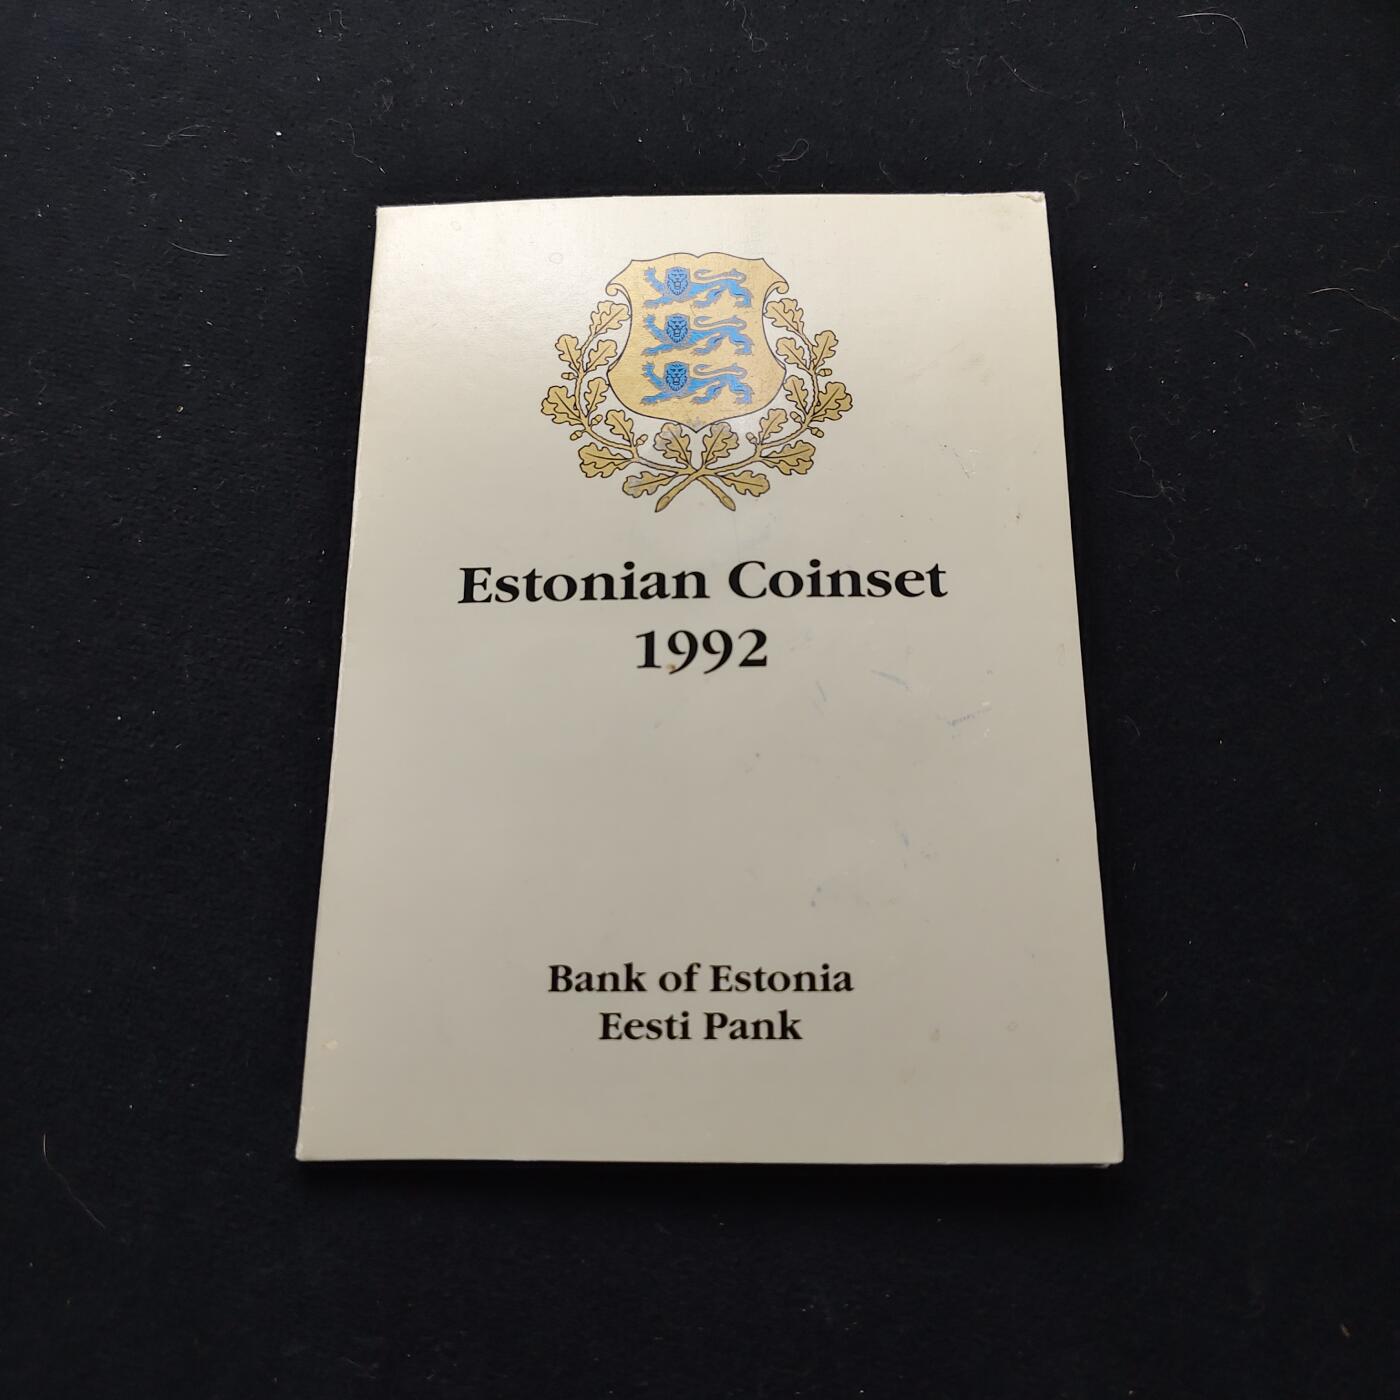 Estonian Coinset
1992
Bank of Estonia
Eesti Pank